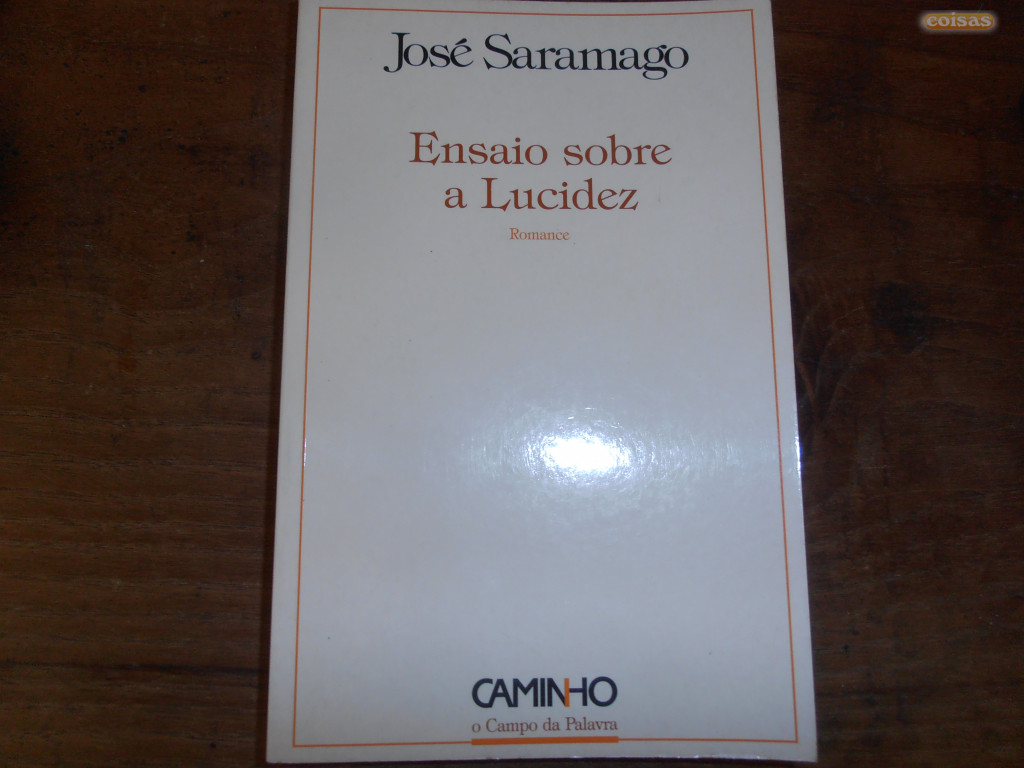 coisas
José Saramago
Ensaio sobre
a Lucidez
Romance
CAMINHO
o Campo da Palavra